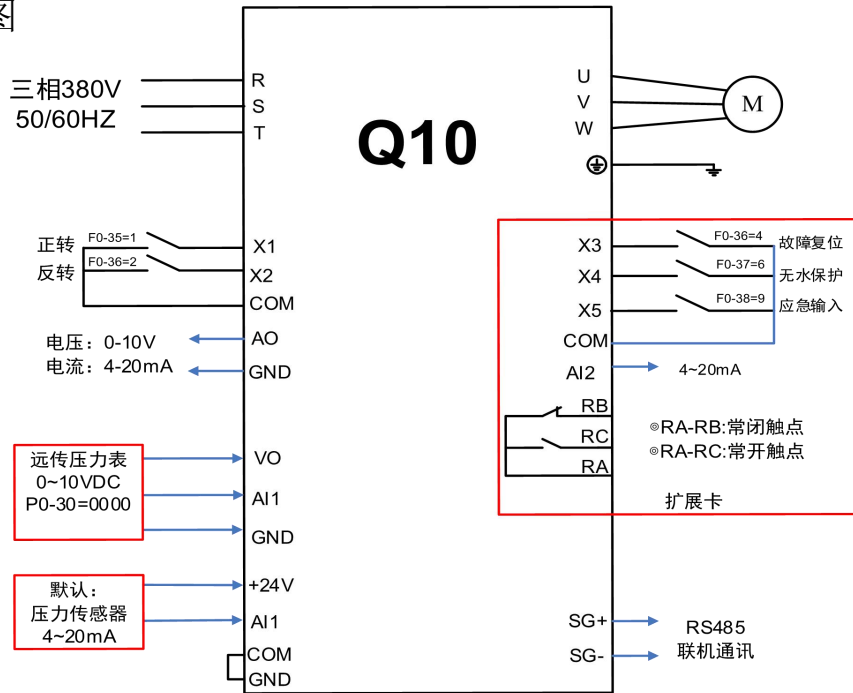 图
Q10
三相380V
50/60HZ
R
S
T
U
V
W
M
正转
F0-35=1
X1
反转
F0-36=2
X2
COM
电压：0-10V
AO
电流：4-20mA
GND
远传压力表
0~10VDC
P0-30=0000
VO
AI1
GND
默认：
压力传感器
4~20mA
+24V
AI1
COM
GND
X3
F0-36=4
故障复位
X4
F0-37=6
无水保护
X5
F0-38=9
应急输入
COM
AI2
4~20mA
RB
RC
RA
◎RA-RB:常闭触点
◎RA-RC:常开触点
扩展卡
SG+
SG-
RS485
联机通讯